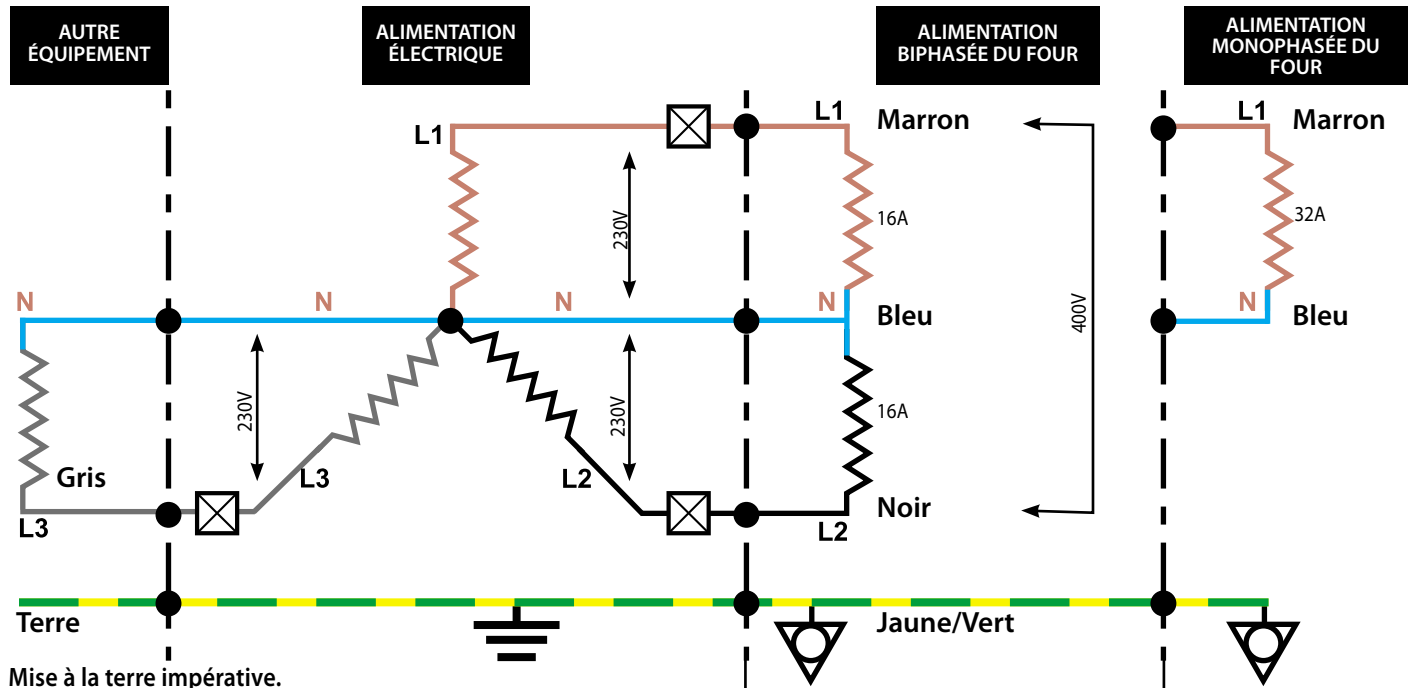 AUTRE
ÉQUIPEMENT
ALIMENTATION
ÉLECTRIQUE
ALIMENTATION
BIPHASÉE DU FOUR
ALIMENTATION
MONOPHASÉE DU
FOUR
L1
L1
Marron
L1
Marron
230V
16A
400V
32A
N
N
N
Bleu
N
Bleu
230V
230V
16A
Gris
L3
L2
Noir
L3
L2
Terre
Jaune/Vert
Mise à la terre impérative.